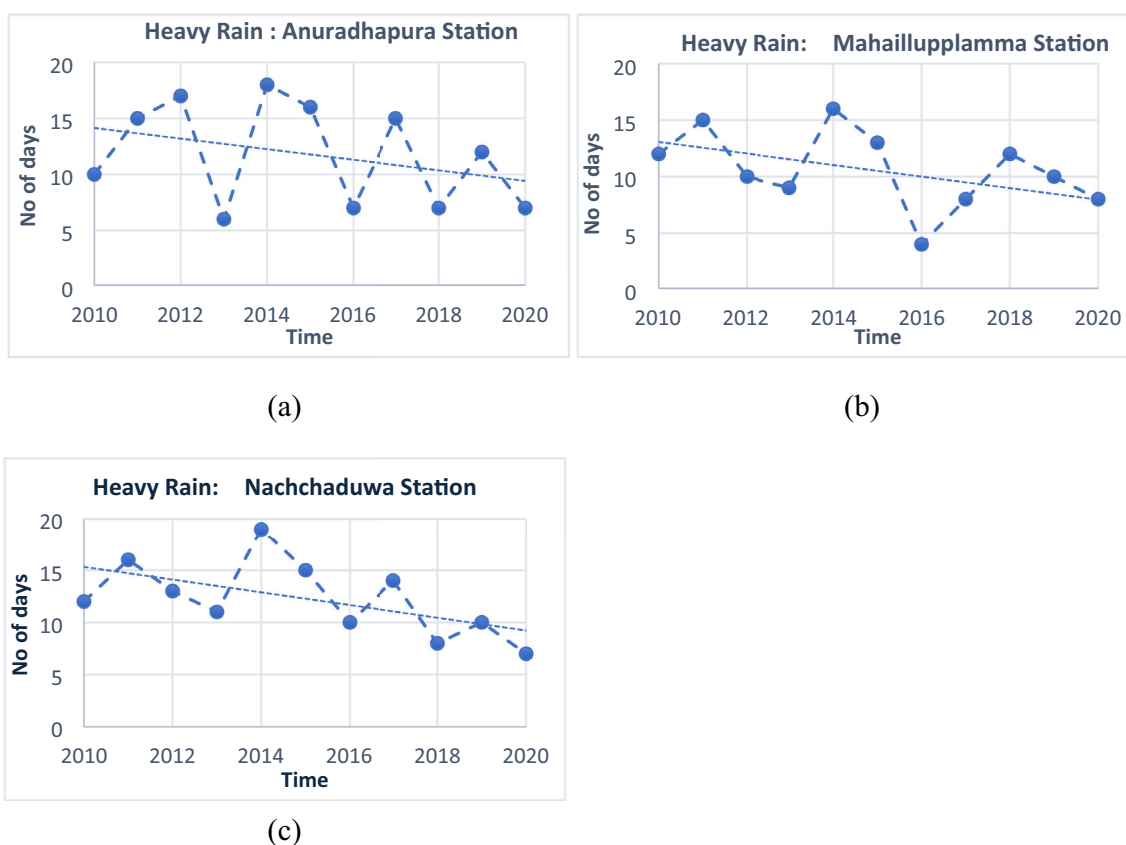 Heavy Rain : Anuradhapura Station
No of days
20
15
10
5
0
2010 2012 2014 2016 2018 2020
Time
(a)
Heavy Rain: Mahaillupplamma Station
No of days
20
15
10
5
0
2010 2012 2014 2016 2018 2020
Time
(b)
Heavy Rain: Nachchaduwa Station
No of days
20
15
10
5
0
2010 2012 2014 2016 2018 2020
Time
(c)